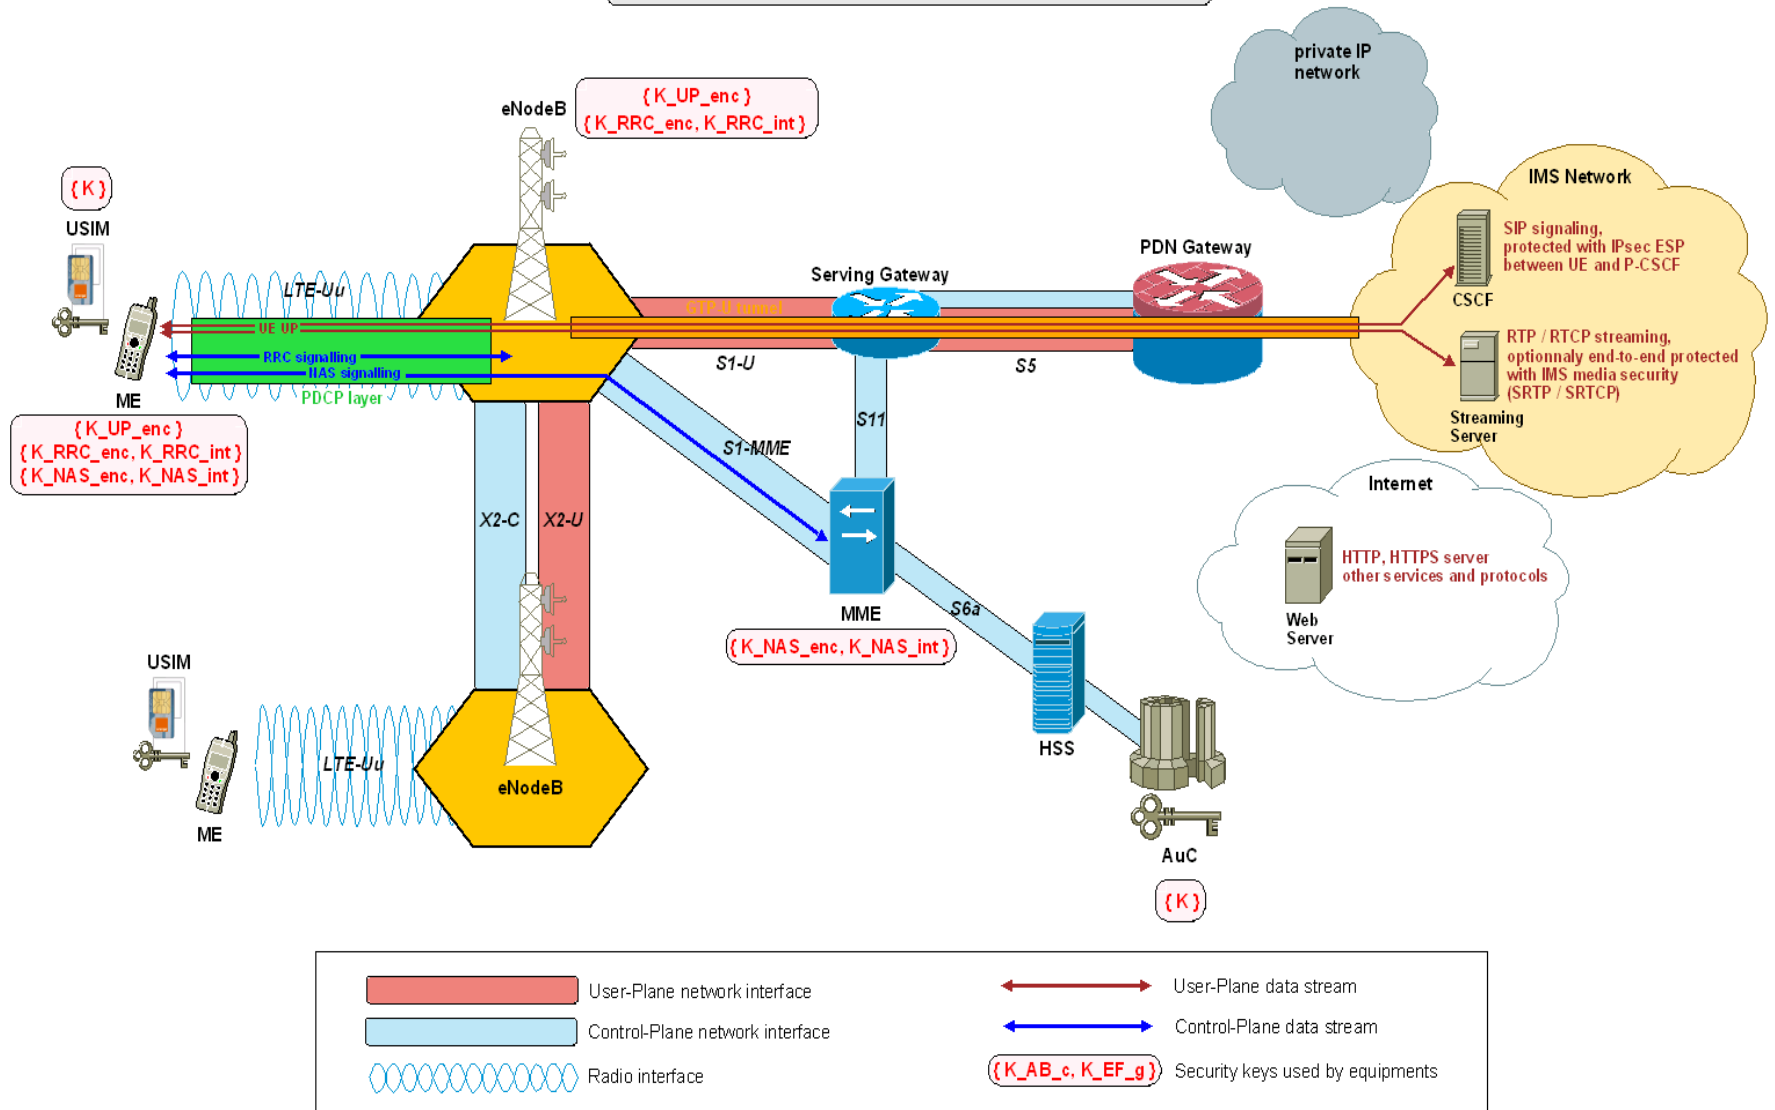 private IP
network
eNodeB
{ K_UP_enc }
{ K_RRC_enc, K_RRC_int }
{ K }
USIM
ME
LTE-Uu
UE UP
RRC signalling
NAS signalling
PDCP layer
{ K_UP_enc }
{ K_RRC_enc, K_RRC_int }
{ K_NAS_enc, K_NAS_int }
GTP-U tunnel
S1-U
Serving Gateway
S5
PDN Gateway
IMS Network
SIP signaling,
protected with IPsec ESP
between UE and P-CSCF
CSCF
RTP / RTCP streaming,
optionnaly end-to-end protected
with IMS media security
(SRTP / SRTCP)
Streaming
Server
S11
S1-MME
X2-C
X2-U
MME
{ K_NAS_enc, K_NAS_int }
S6a
HSS
AuC
{ K }
Internet
HTTP, HTTPS server
other services and protocols
Web
Server
USIM
ME
LTE-Uu
eNodeB
User-Plane network interface
Control-Plane network interface
Radio interface
User-Plane data stream
Control-Plane data stream
{ K_AB_c, K_EF_g }
Security keys used by equipments